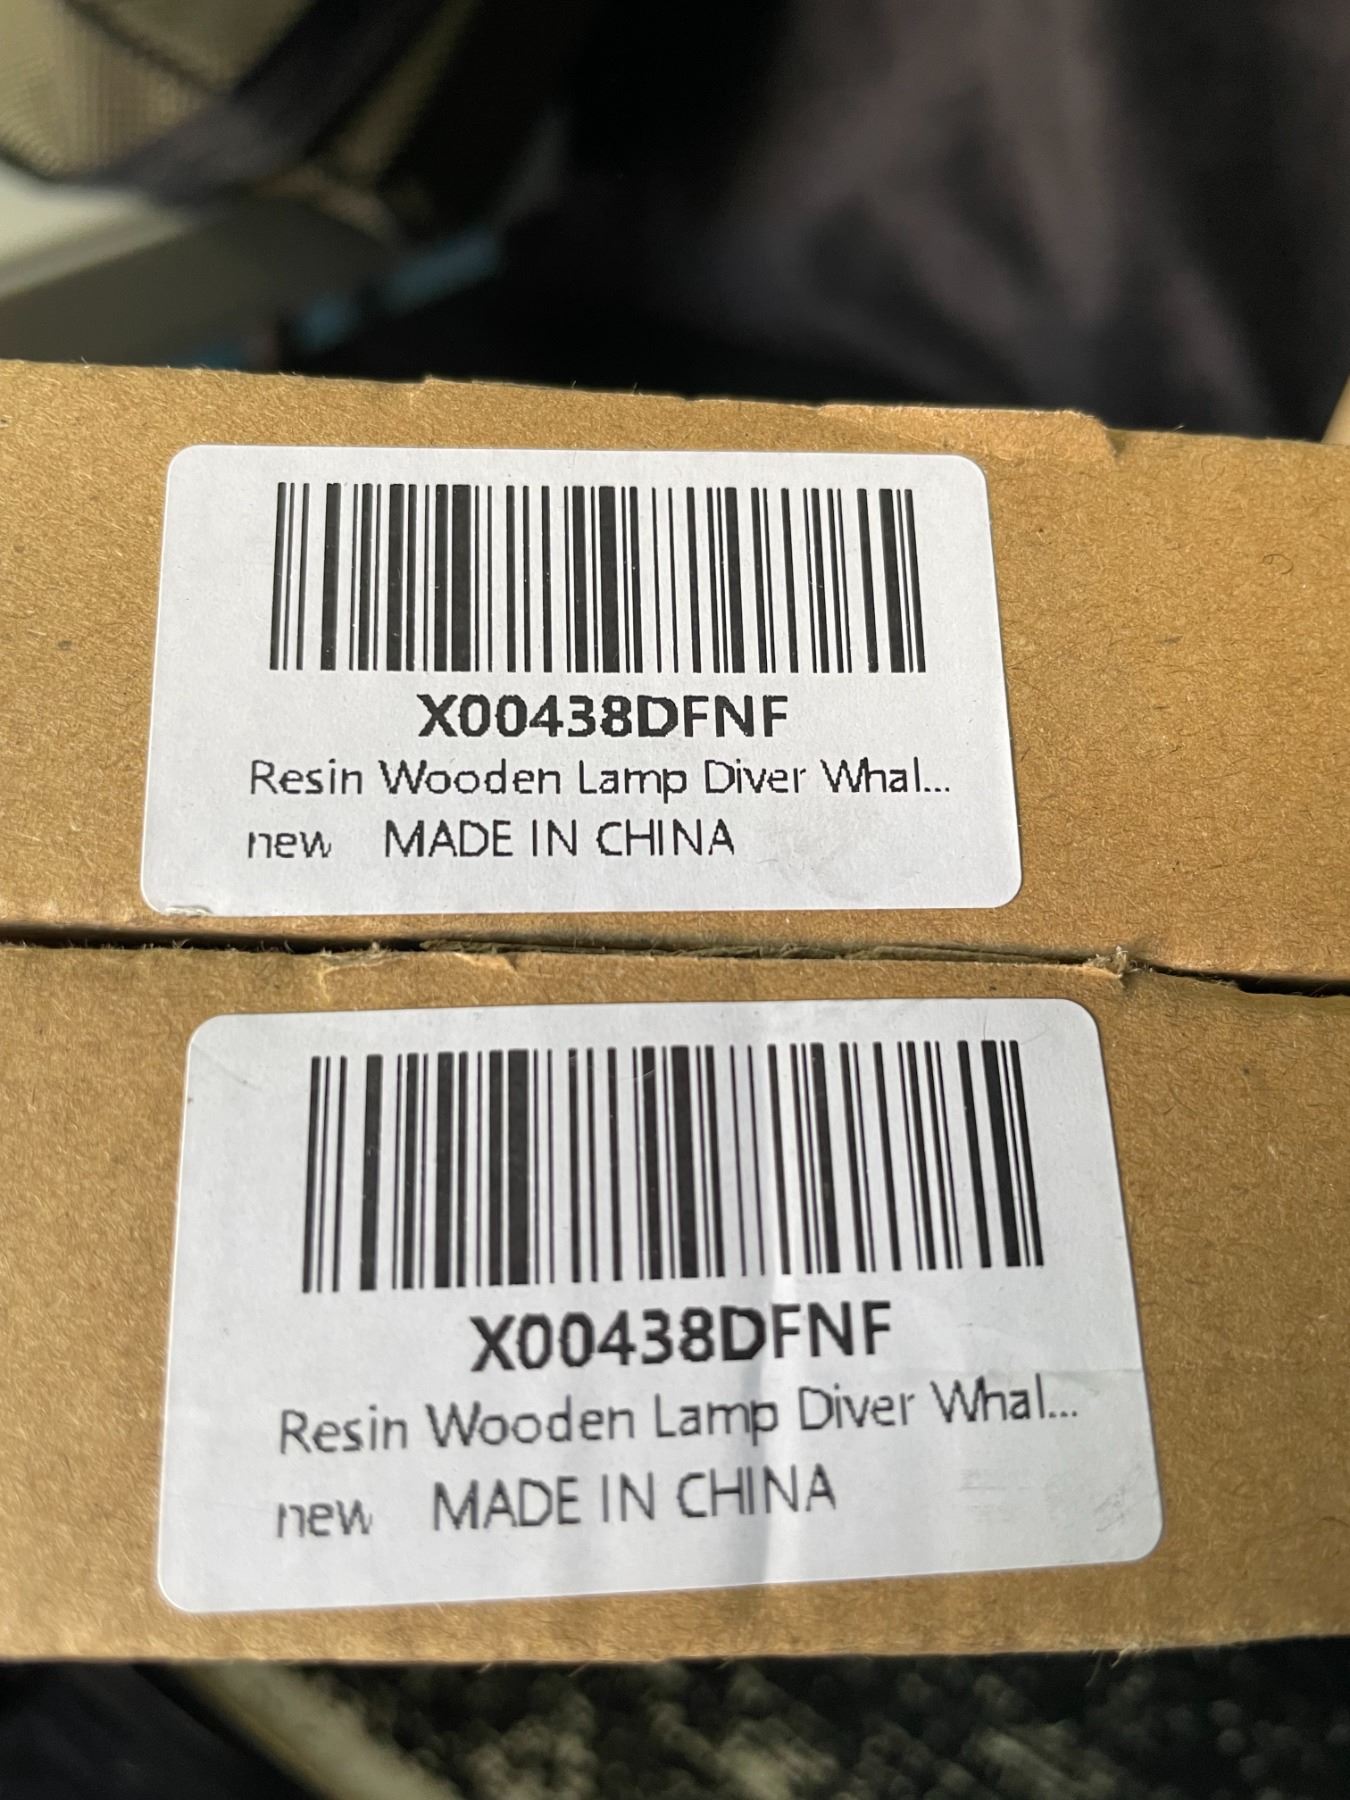 X00438DFNF
Resin Wooden Lamp Diver Whal...
new MADE IN CHINA
X00438DFNF
Resin Wooden Lamp Diver Whal...
new MADE IN CHINA